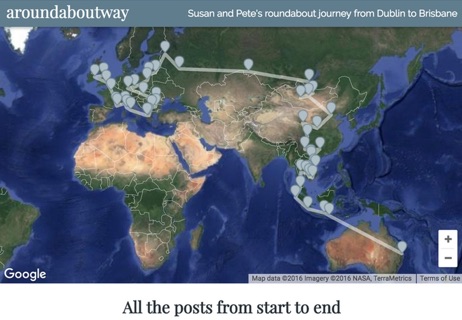 aroundaboutway
Susan and Pete's roundabout journey from Dublin to Brisbane
Google
+
−
Map data ©2016 Imagery ©2016 NASA, TerraMetrics
Terms of Use
All the posts from start to end